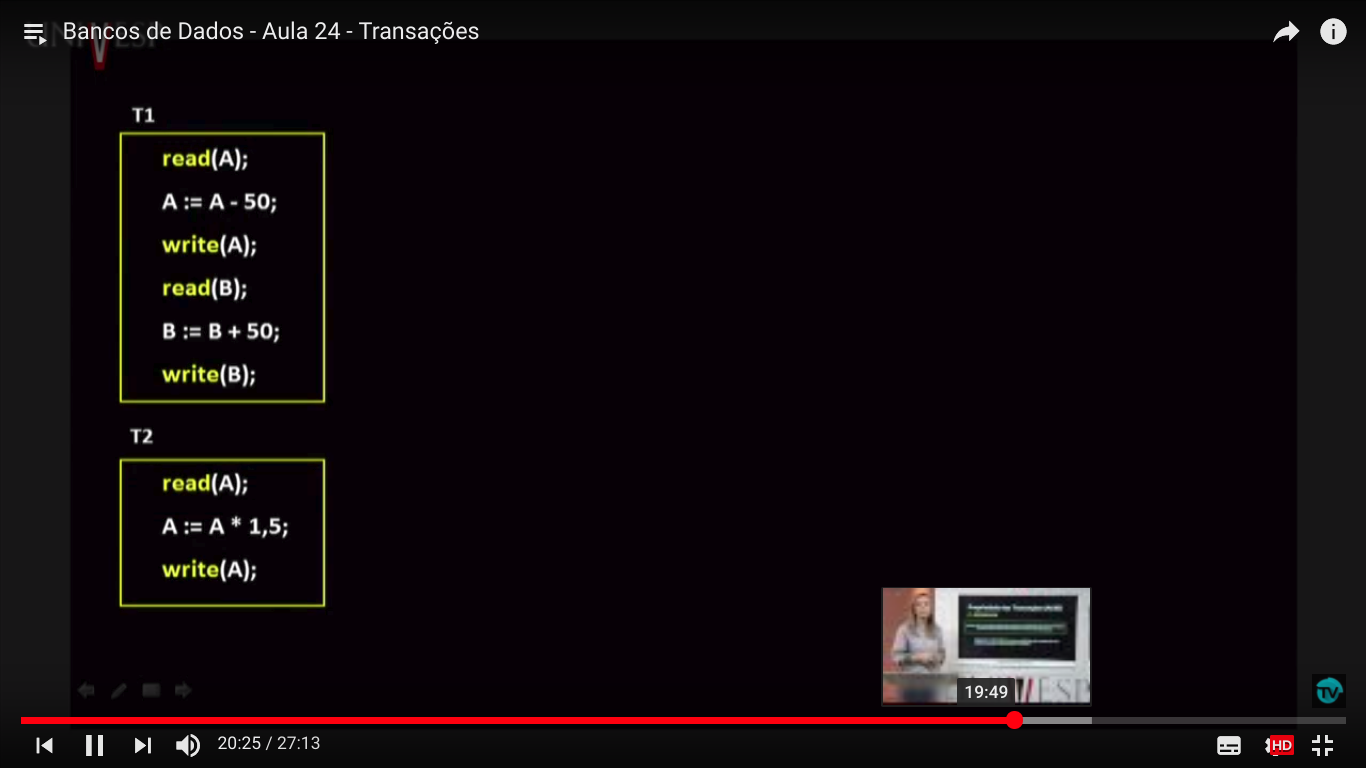 Bancos de Dados - Aula 24 - Transações
T1
read(A);
A := A - 50;
write(A);
read(B);
B := B + 50;
write(B);
T2
read(A);
A := A * 1,5;
write(A);
19:49
TV
20:25 / 27:13
HD